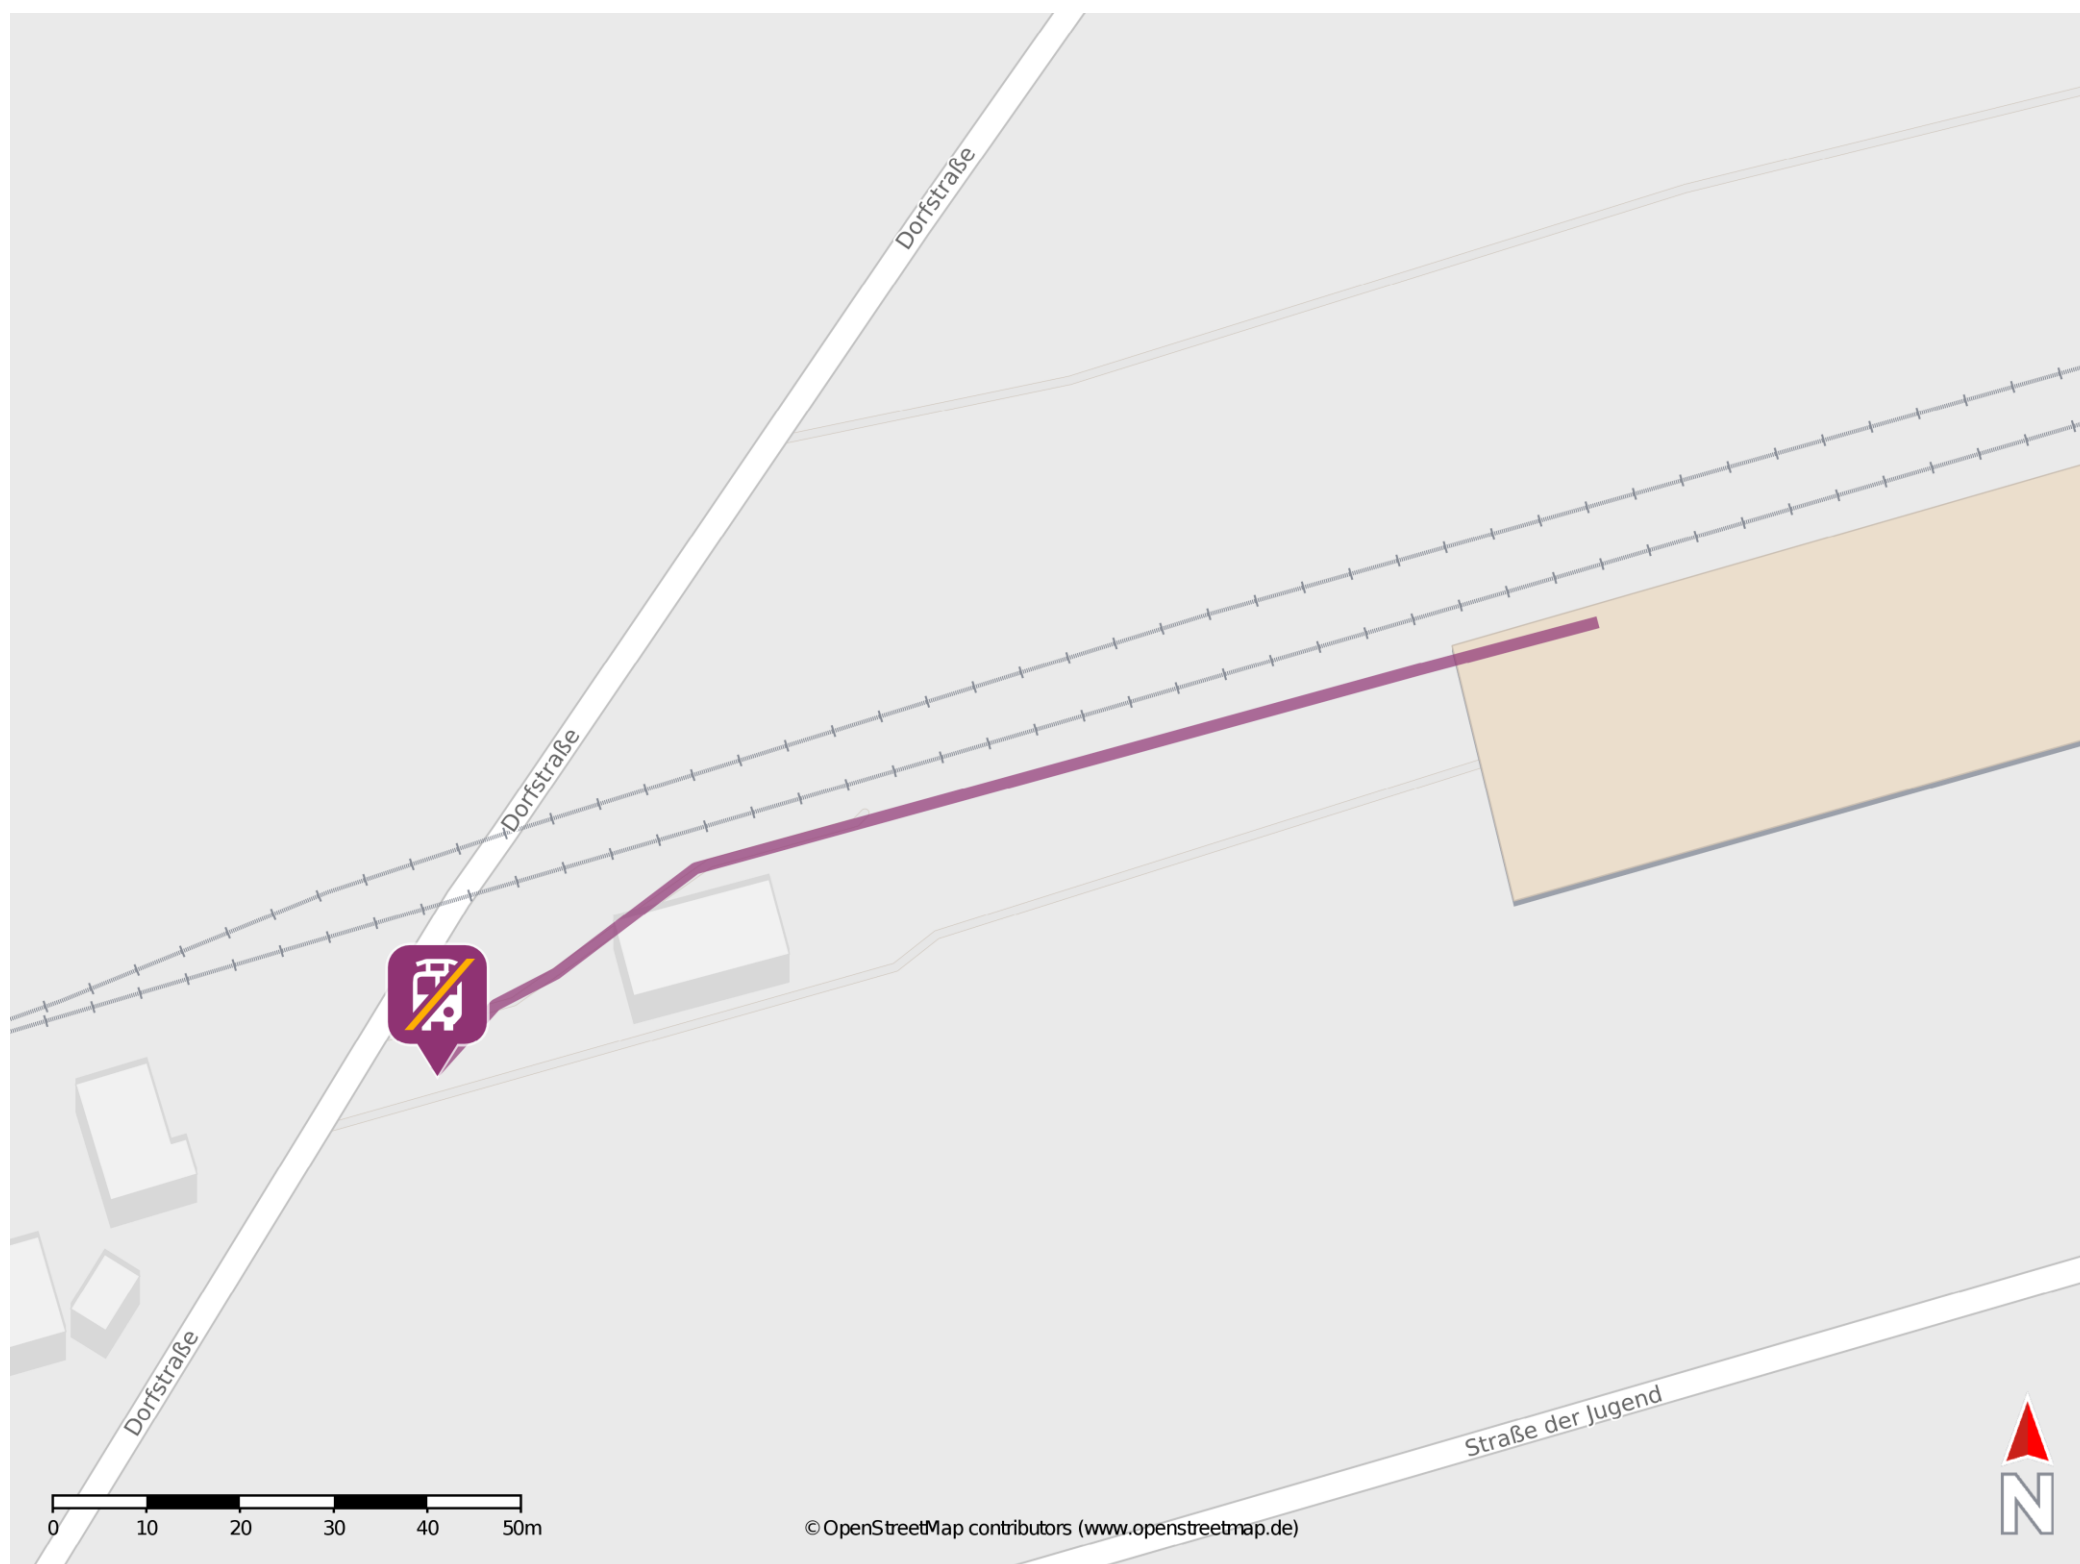 Dorfstraße
Dorfstraße
Dorfstraße
Straße der Jugend
0 10 20 30 40 50m
© OpenStreetMap contributors (www.openstreetmap.de)
N